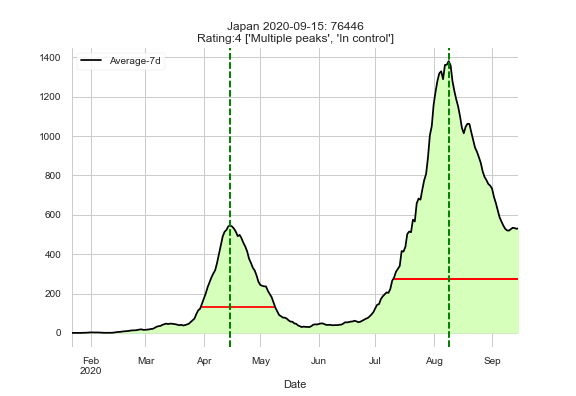 Japan 2020-09-15: 76446
Rating:4 ['Multiple peaks', 'In control']
Average-7d
1400
1200
1000
800
600
400
200
0
Feb Mar Apr May Jun Jul Aug Sep
2020
Date